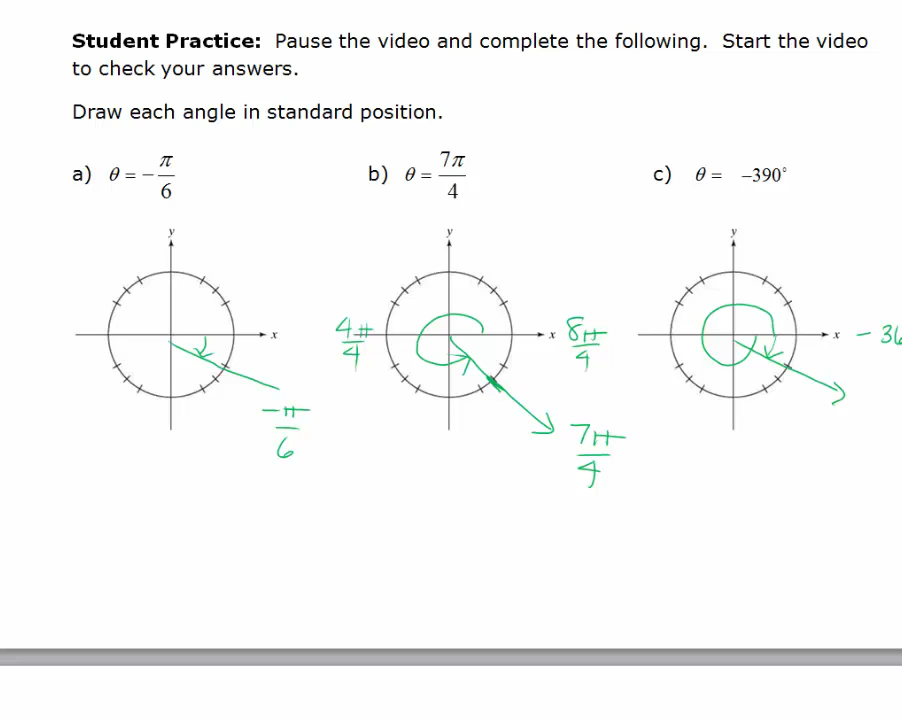 Student Practice: Pause the video and complete the following. Start the video
to check your answers.
Draw each angle in standard position.
a) θ = −π/6
b) θ = 7π/4
c) θ = −390°
y
x
−π/6
y
x
4π/4
8π/4
7π/4
y
x
− 36